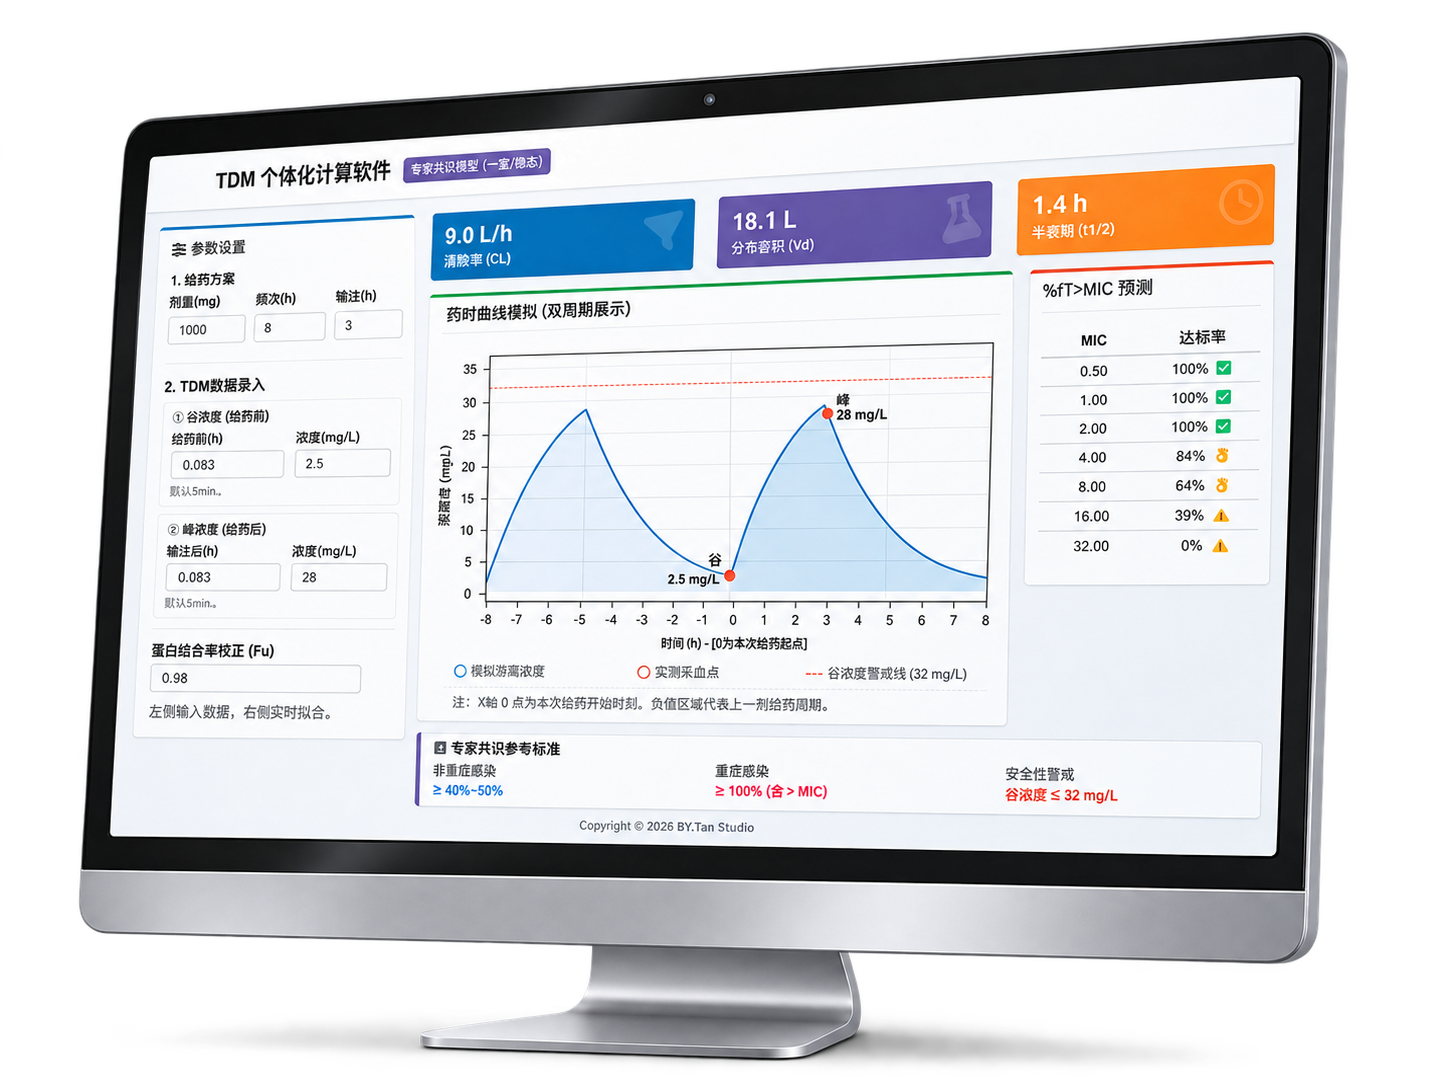 TDM 个体化计算软件
专家共识模型 (一室/稳态)
参数设置
1. 给药方案
剂量(mg) 频次(h) 输注(h)
1000 8 3
2. TDM数据录入
① 谷浓度 (给药前)
给药前(h) 浓度(mg/L)
0.083 2.5
默认5min。
② 峰浓度 (给药后)
输注后(h) 浓度(mg/L)
0.083 28
默认5min。
蛋白结合率校正 (Fu)
0.98
左侧输入数据，右侧实时拟合。
9.0 L/h
清除率 (CL)
18.1 L
分布容积 (Vd)
1.4 h
半衰期 (t1/2)
药时曲线模拟 (双周期展示)
35
30
25
20
15
10
5
0
峰
28 mg/L
谷
2.5 mg/L
-8 -7 -6 -5 -4 -3 -2 -1 0 1 2 3 4 5 6 7 8
时间 (h) - [0为本次给药起点]
模拟游离浓度 实测采血点 谷浓度警戒线 (32 mg/L)
注：X轴 0 点为本次给药开始时刻。负值区域代表上一剂给药周期。
%fT>MIC 预测
MIC 达标率
0.50 100%
1.00 100%
2.00 100%
4.00 84%
8.00 64%
16.00 39%
32.00 0%
专家共识参考标准
非重症感染
≥ 40%~50%
重症感染
≥ 100% (含 > MIC)
安全性警戒
谷浓度 ≤ 32 mg/L
Copyright © 2026 BY.Tan Studio